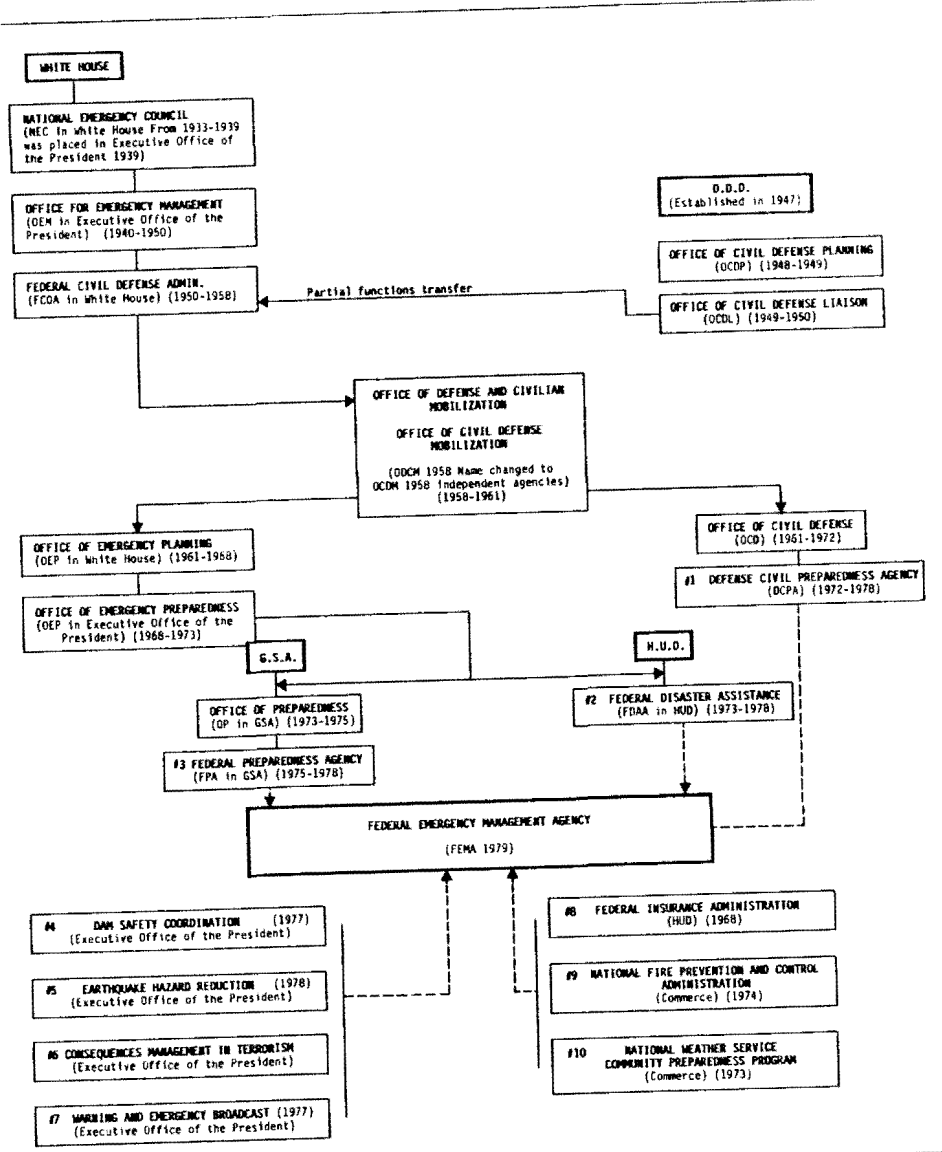 WHITE HOUSE
NATIONAL EMERGENCY COUNCIL
(NEC in White House From 1933-1939
was placed in Executive Office of
the President 1939)
OFFICE FOR EMERGENCY MANAGEMENT
(OEM in Executive Office of the
President) (1940-1950)
FEDERAL CIVIL DEFENSE ADMIN.
(FCDA in White House) (1950-1958)
Partial functions transfer
D.O.D.
(Established in 1947)
OFFICE OF CIVIL DEFENSE PLANNING
(OCDP) (1948-1949)
OFFICE OF CIVIL DEFENSE LIAISON
(OCDL) (1949-1950)
OFFICE OF DEFENSE AND CIVILIAN
MOBILIZATION
OFFICE OF CIVIL DEFENSE
MOBILIZATION
(ODCM 1958 Name changed to
OCDM 1958 independent agencies)
(1958-1961)
OFFICE OF EMERGENCY PLANNING
(OEP in White House) (1961-1968)
OFFICE OF EMERGENCY PREPAREDNESS
(OEP in Executive Office of the
President) (1968-1973)
OFFICE OF CIVIL DEFENSE
(OCD) (1961-1972)
#1 DEFENSE CIVIL PREPAREDNESS AGENCY
(DCPA) (1972-1978)
G.S.A.
OFFICE OF PREPAREDNESS
(OP in GSA) (1973-1975)
#3 FEDERAL PREPAREDNESS AGENCY
(FPA in GSA) (1975-1978)
H.U.D.
#2 FEDERAL DISASTER ASSISTANCE
(FDAA in HUD) (1973-1978)
FEDERAL EMERGENCY MANAGEMENT AGENCY
(FEMA 1979)
#4 DAM SAFETY COORDINATION (1977)
(Executive Office of the President)
#5 EARTHQUAKE HAZARD REDUCTION (1978)
(Executive Office of the President)
#6 CONSEQUENCES MANAGEMENT IN TERRORISM
(Executive Office of the President)
#7 WARNING AND EMERGENCY BROADCAST (1977)
(Executive Office of the President)
#8 FEDERAL INSURANCE ADMINISTRATION
(HUD) (1968)
#9 NATIONAL FIRE PREVENTION AND CONTROL
ADMINISTRATION
(Commerce) (1974)
#10 NATIONAL WEATHER SERVICE
COMMUNITY PREPAREDNESS PROGRAM
(Commerce) (1973)